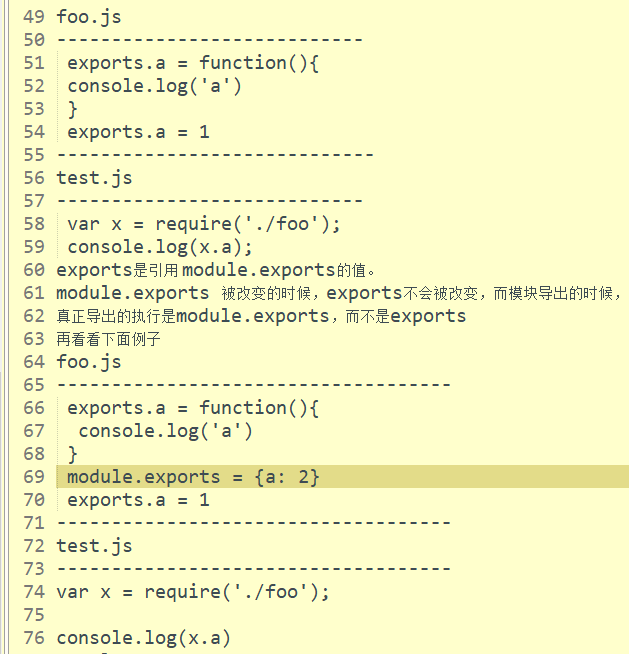 49 foo.js
50 ----------------------------
51 exports.a = function(){
52 console.log('a')
53 }
54 exports.a = 1
55 -----------------------------
56 test.js
57 ----------------------------
58 var x = require('./foo');
59 console.log(x.a);
60 exports是引用 module.exports的值。
61 module.exports 被改变的时候，exports不会被改变，而模块导出的时候，
62 真正导出的执行是module.exports，而不是exports
63 再看看下面例子
64 foo.js
65 ------------------------------------
66 exports.a = function(){
67 console.log('a')
68 }
69 module.exports = {a: 2}
70 exports.a = 1
71 ------------------------------------
72 test.js
73 ------------------------------------
74 var x = require('./foo');
75
76 console.log(x.a)